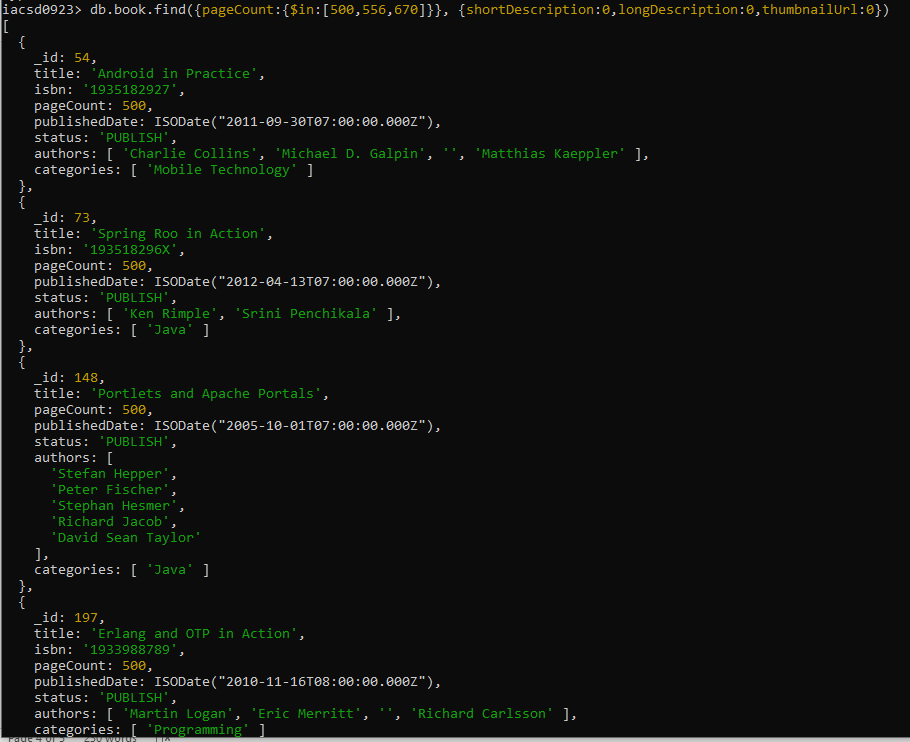 iacsd0923> db.book.find({pageCount:{$in:[500,556,670]}}, {shortDescription:0,longDescription:0,thumbnailUrl:0})
[
  {
    _id: 54,
    title: 'Android in Practice',
    isbn: '1935182927',
    pageCount: 500,
    publishedDate: ISODate("2011-09-30T07:00:00.000Z"),
    status: 'PUBLISH',
    authors: [ 'Charlie Collins', 'Michael D. Galpin', '', 'Matthias Kaeppler' ],
    categories: [ 'Mobile Technology' ]
  },
  {
    _id: 73,
    title: 'Spring Roo in Action',
    isbn: '193518296X',
    pageCount: 500,
    publishedDate: ISODate("2012-04-13T07:00:00.000Z"),
    status: 'PUBLISH',
    authors: [ 'Ken Rimple', 'Srini Penchikala' ],
    categories: [ 'Java' ]
  },
  {
    _id: 148,
    title: 'Portlets and Apache Portals',
    pageCount: 500,
    publishedDate: ISODate("2005-10-01T07:00:00.000Z"),
    status: 'PUBLISH',
    authors: [
      'Stefan Hepper',
      'Peter Fischer',
      'Stephan Hesmer',
      'Richard Jacob',
      'David Sean Taylor'
    ],
    categories: [ 'Java' ]
  },
  {
    _id: 197,
    title: 'Erlang and OTP in Action',
    isbn: '1933988789',
    pageCount: 500,
    publishedDate: ISODate("2010-11-16T08:00:00.000Z"),
    status: 'PUBLISH',
    authors: [ 'Martin Logan', 'Eric Merritt', '', 'Richard Carlsson' ],
    categories: [ 'Programming' ]